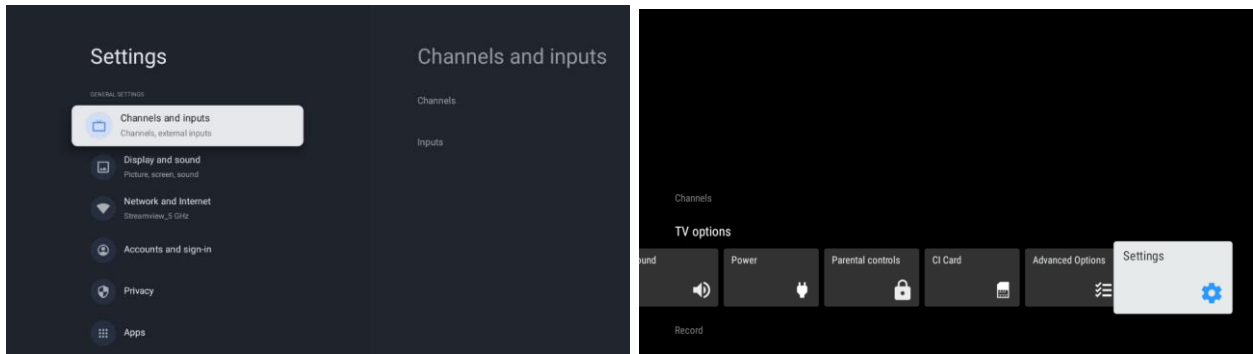 Settings
GENERAL SETTINGS
Channels and inputs
Channels, external inputs
Display and sound
Picture, screen, sound
Network and Internet
Streamview_5 GHz
Accounts and sign-in
Privacy
Apps
Channels and inputs
Channels
Inputs
Channels
TV options
ound
Power
Parental controls
CI Card
Advanced Options
Settings
Record